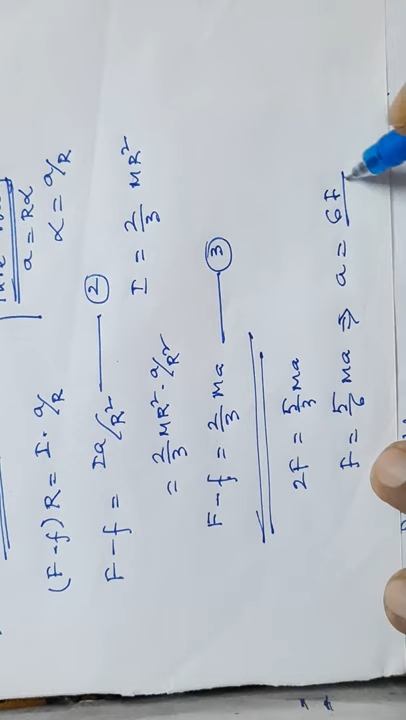 a = Rα
α = a/R
(F-f)R = I · a/R
F-f = Ia/R² —— ②
I = 2/3 MR²
= 2/3 MR² · a/R²
F-f = 2/3 Ma —— ③
2F = 5/3 Ma
F = 5/6 Ma ⇒ a = 6F